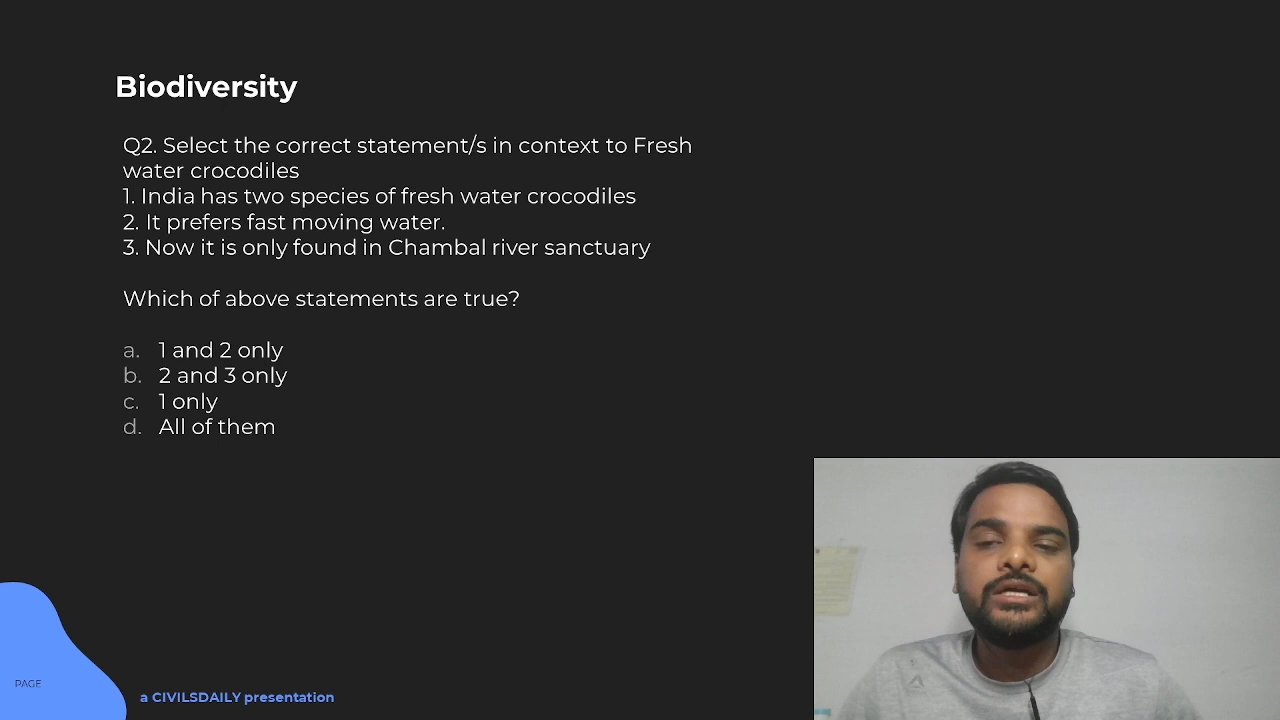 Biodiversity
Q2. Select the correct statement/s in context to Fresh
water crocodiles
1. India has two species of fresh water crocodiles
2. It prefers fast moving water.
3. Now it is only found in Chambal river sanctuary
Which of above statements are true?
a. 1 and 2 only
b. 2 and 3 only
c. 1 only
d. All of them
PAGE
a CIVILSDAILY presentation